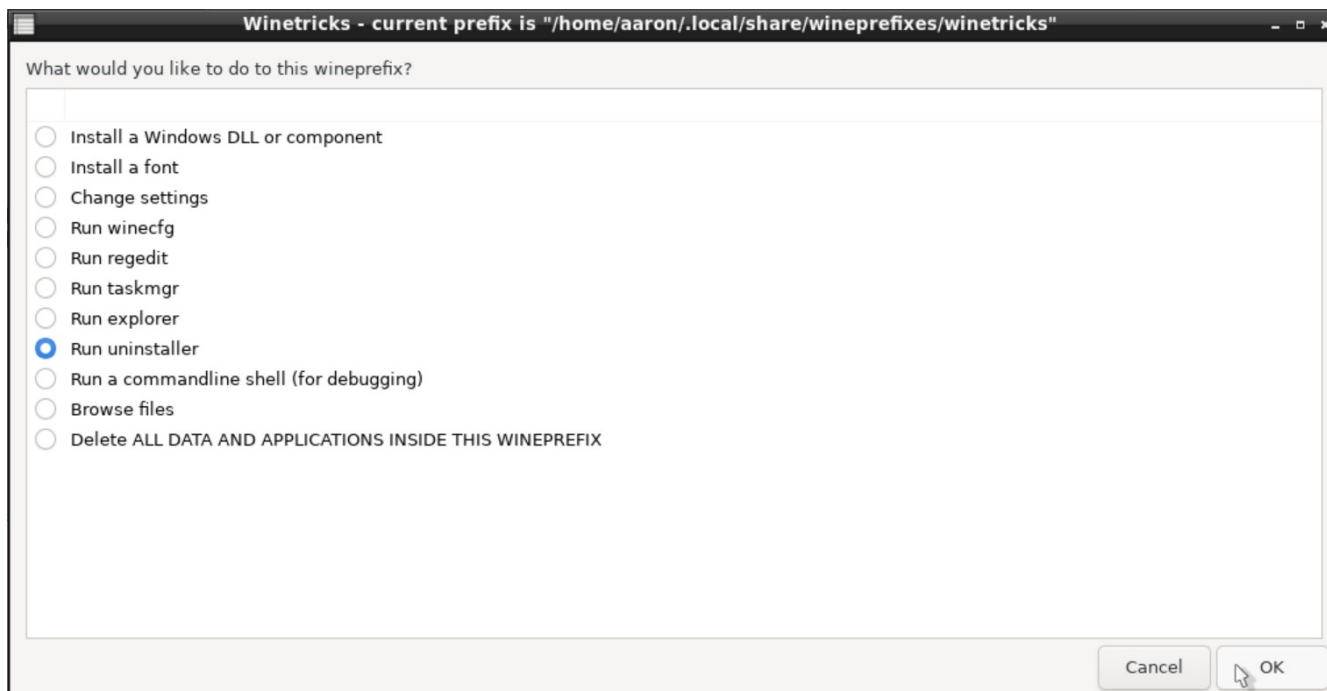 Winetricks - current prefix is "/home/aaron/.local/share/wineprefixes/winetricks"
What would you like to do to this wineprefix?
Install a Windows DLL or component
Install a font
Change settings
Run winecfg
Run regedit
Run taskmgr
Run explorer
Run uninstaller
Run a commandline shell (for debugging)
Browse files
Delete ALL DATA AND APPLICATIONS INSIDE THIS WINEPREFIX
Cancel OK